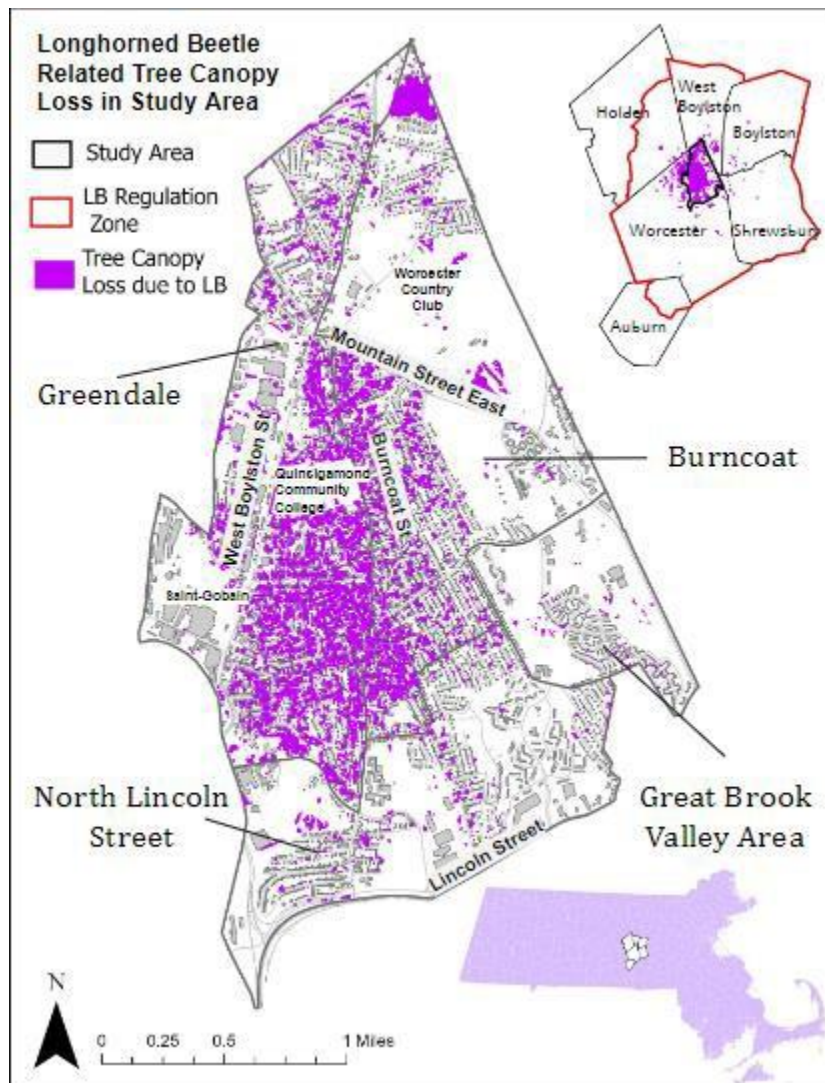 Longhorned Beetle
Related Tree Canopy
Loss in Study Area
Study Area
LB Regulation
Zone
Tree Canopy
Loss due to LB
Holden
West
Boylston
Boylston
Worcester
Shrewsbury
Auburn
Worcester
Country
Club
Mountain Street East
Greendale
Burncoat
West Boylston St
Burncoat St
Quinsigamond
Community
College
Saint-Gobain
North Lincoln
Street
Great Brook
Valley Area
Lincoln Street
N
0 0.25 0.5 1 Miles